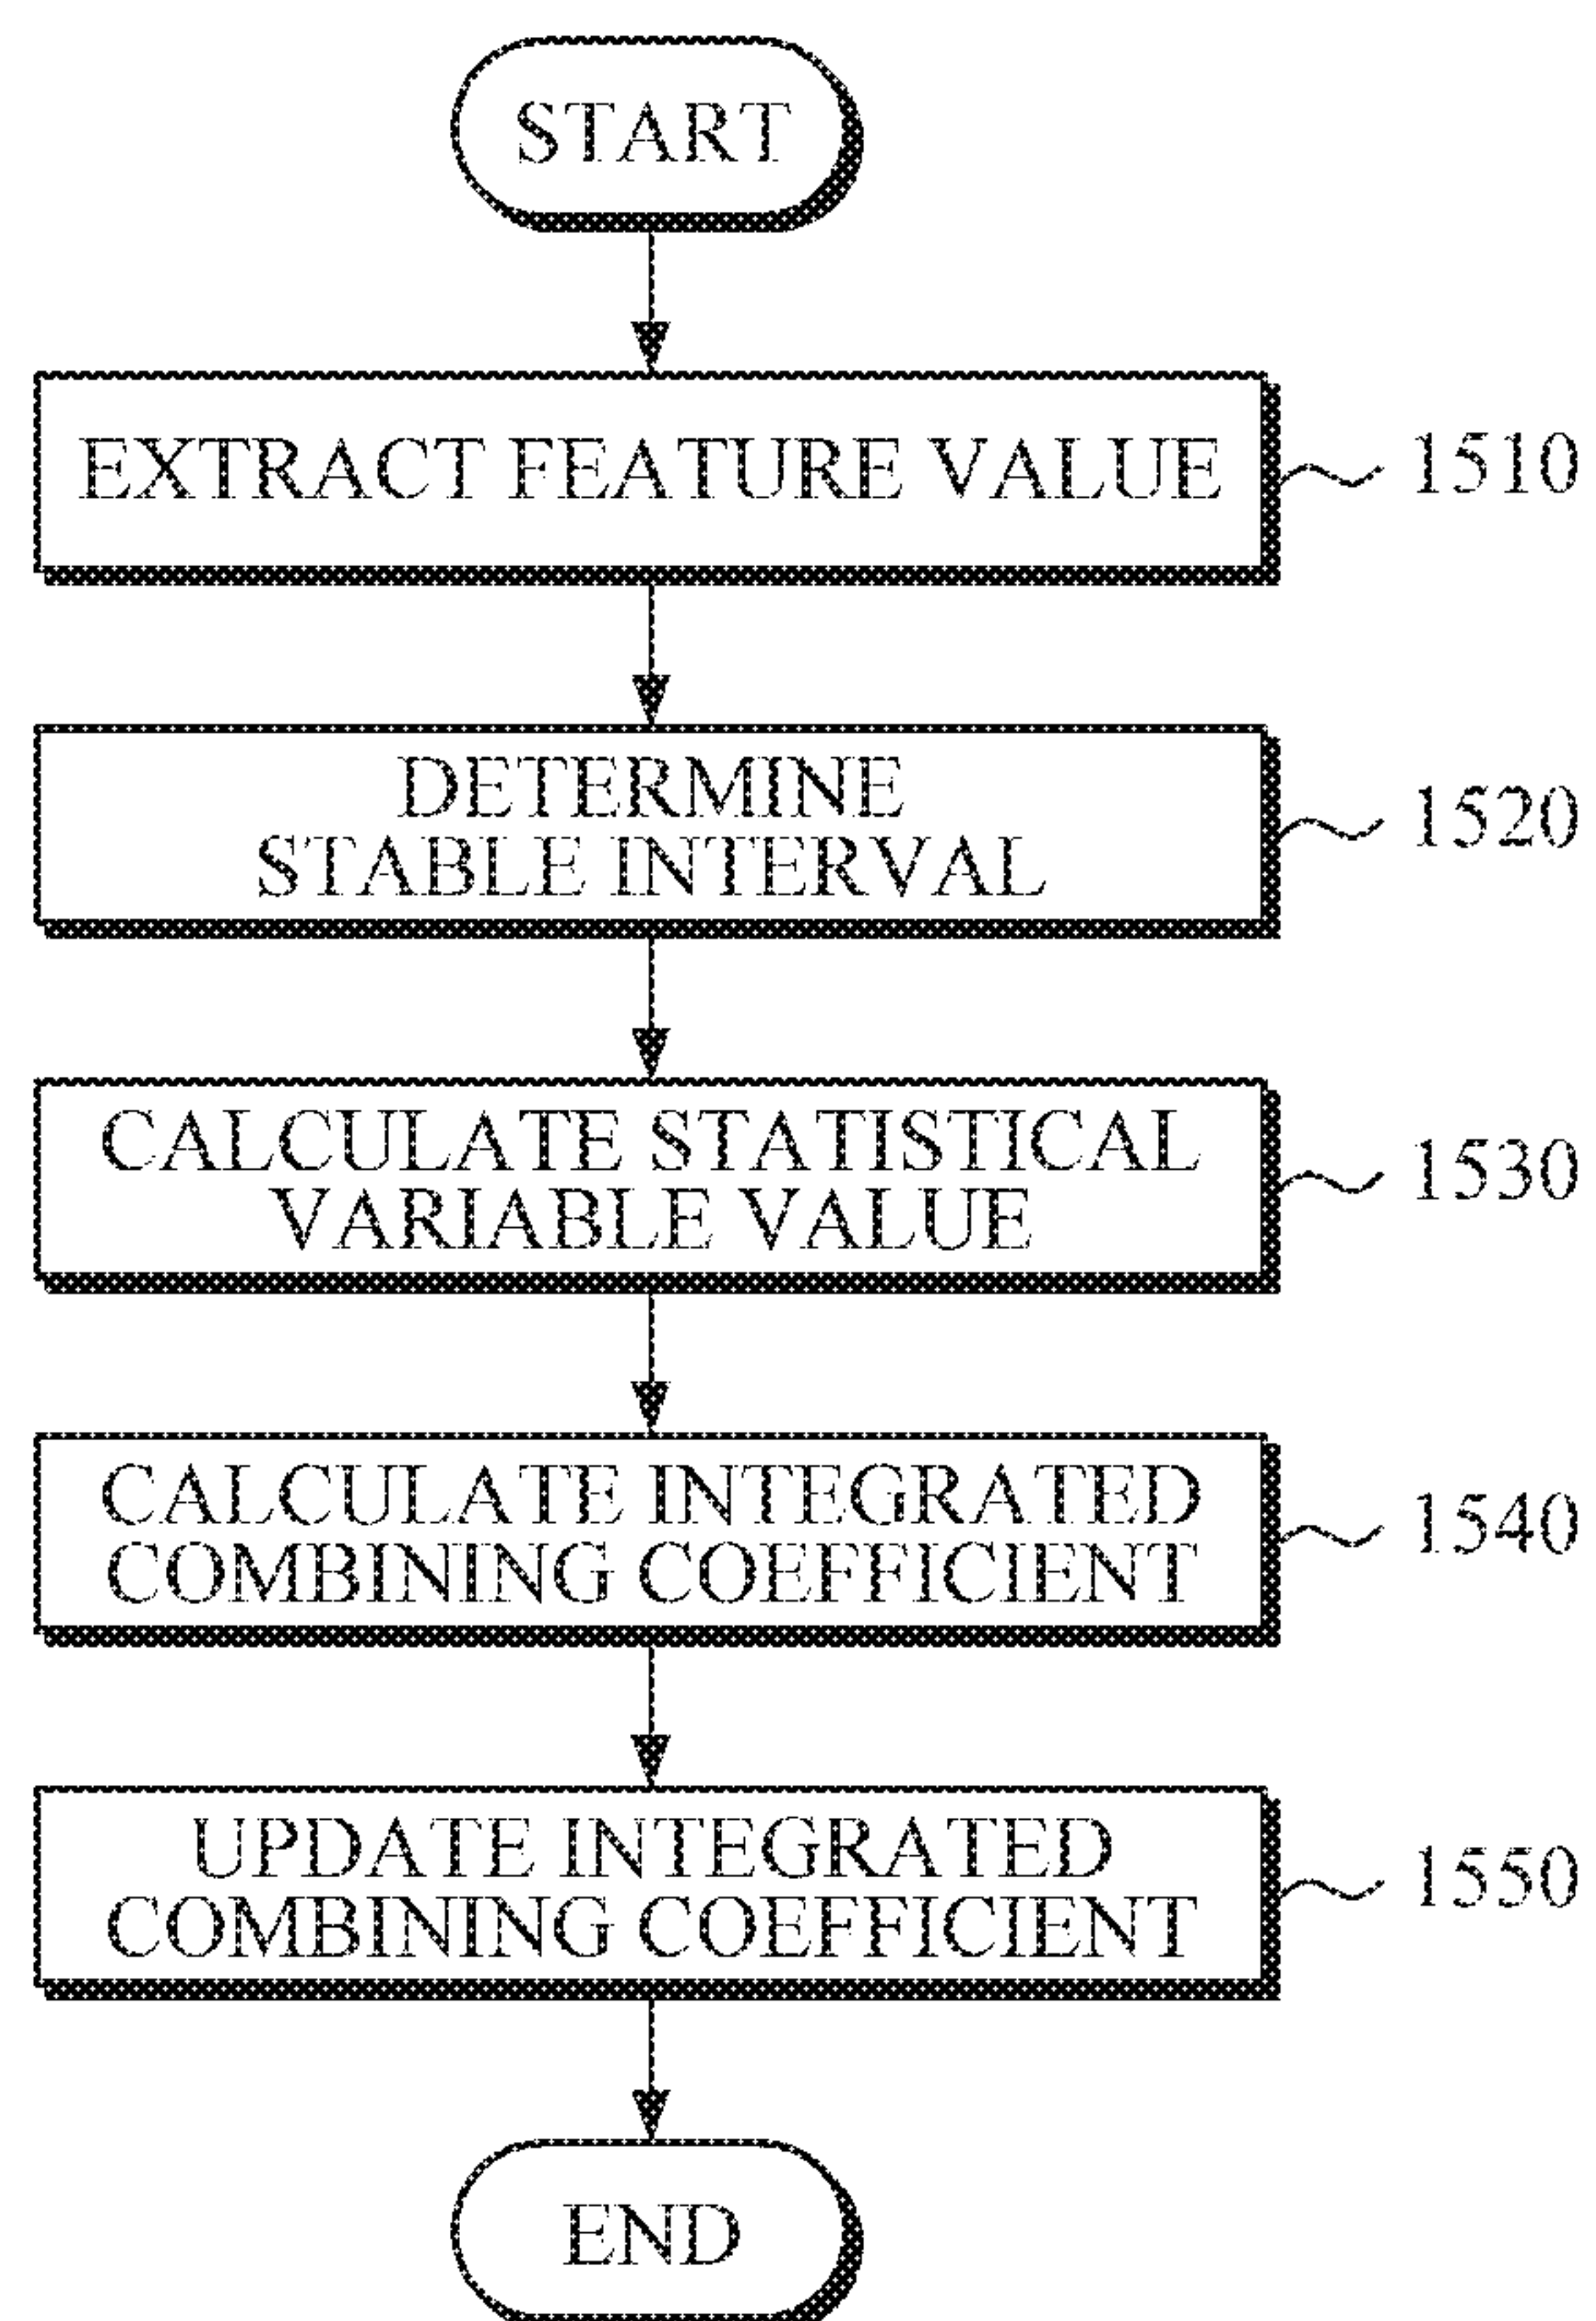 START
EXTRACT FEATURE VALUE
1510
DETERMINE
STABLE INTERVAL
1520
CALCULATE STATISTICAL
VARIABLE VALUE
1530
CALCULATE INTEGRATED
COMBINING COEFFICIENT
1540
UPDATE INTEGRATED
COMBINING COEFFICIENT
1550
END